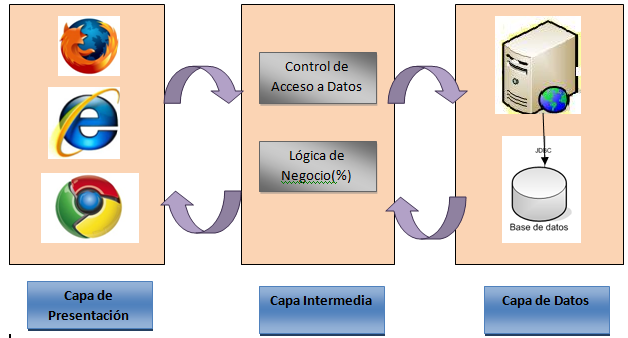 Control de
Acceso a Datos
Lógica de
Negocio(%)
JDBC
Base de datos
Capa de
Presentación
Capa Intermedia
Capa de Datos